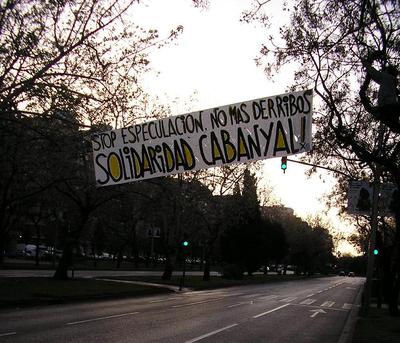 STOP ESPECULACION. NO MAS DERRIBOS
SOLIDARIDAD CABANYAL!